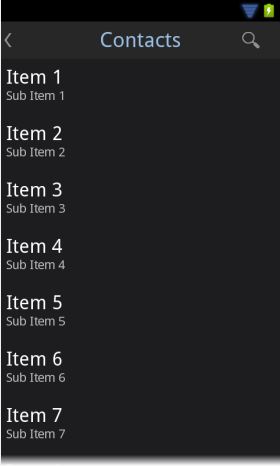 Contacts
Item 1
Sub Item 1
Item 2
Sub Item 2
Item 3
Sub Item 3
Item 4
Sub Item 4
Item 5
Sub Item 5
Item 6
Sub Item 6
Item 7
Sub Item 7